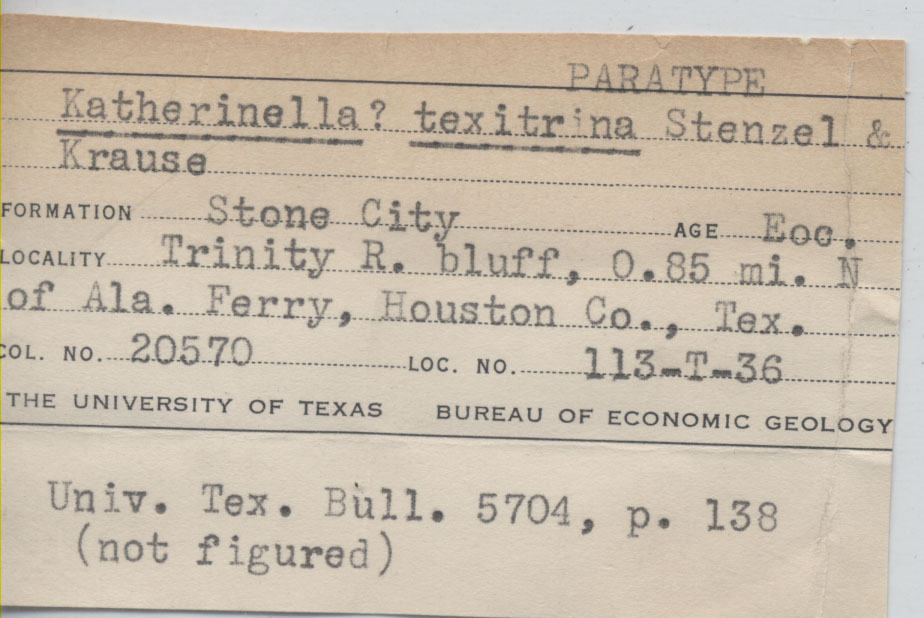 PARATYPE
Katherinella? texitrina Stenzel &
Krause
FORMATION Stone City AGE Eoc.
LOCALITY Trinity R. bluff, 0.85 mi. N
of Ala. Ferry, Houston Co., Tex.
COL. NO. 20570 LOC. NO. 113-T-36
THE UNIVERSITY OF TEXAS BUREAU OF ECONOMIC GEOLOGY
Univ. Tex. Bull. 5704, p. 138
(not figured)